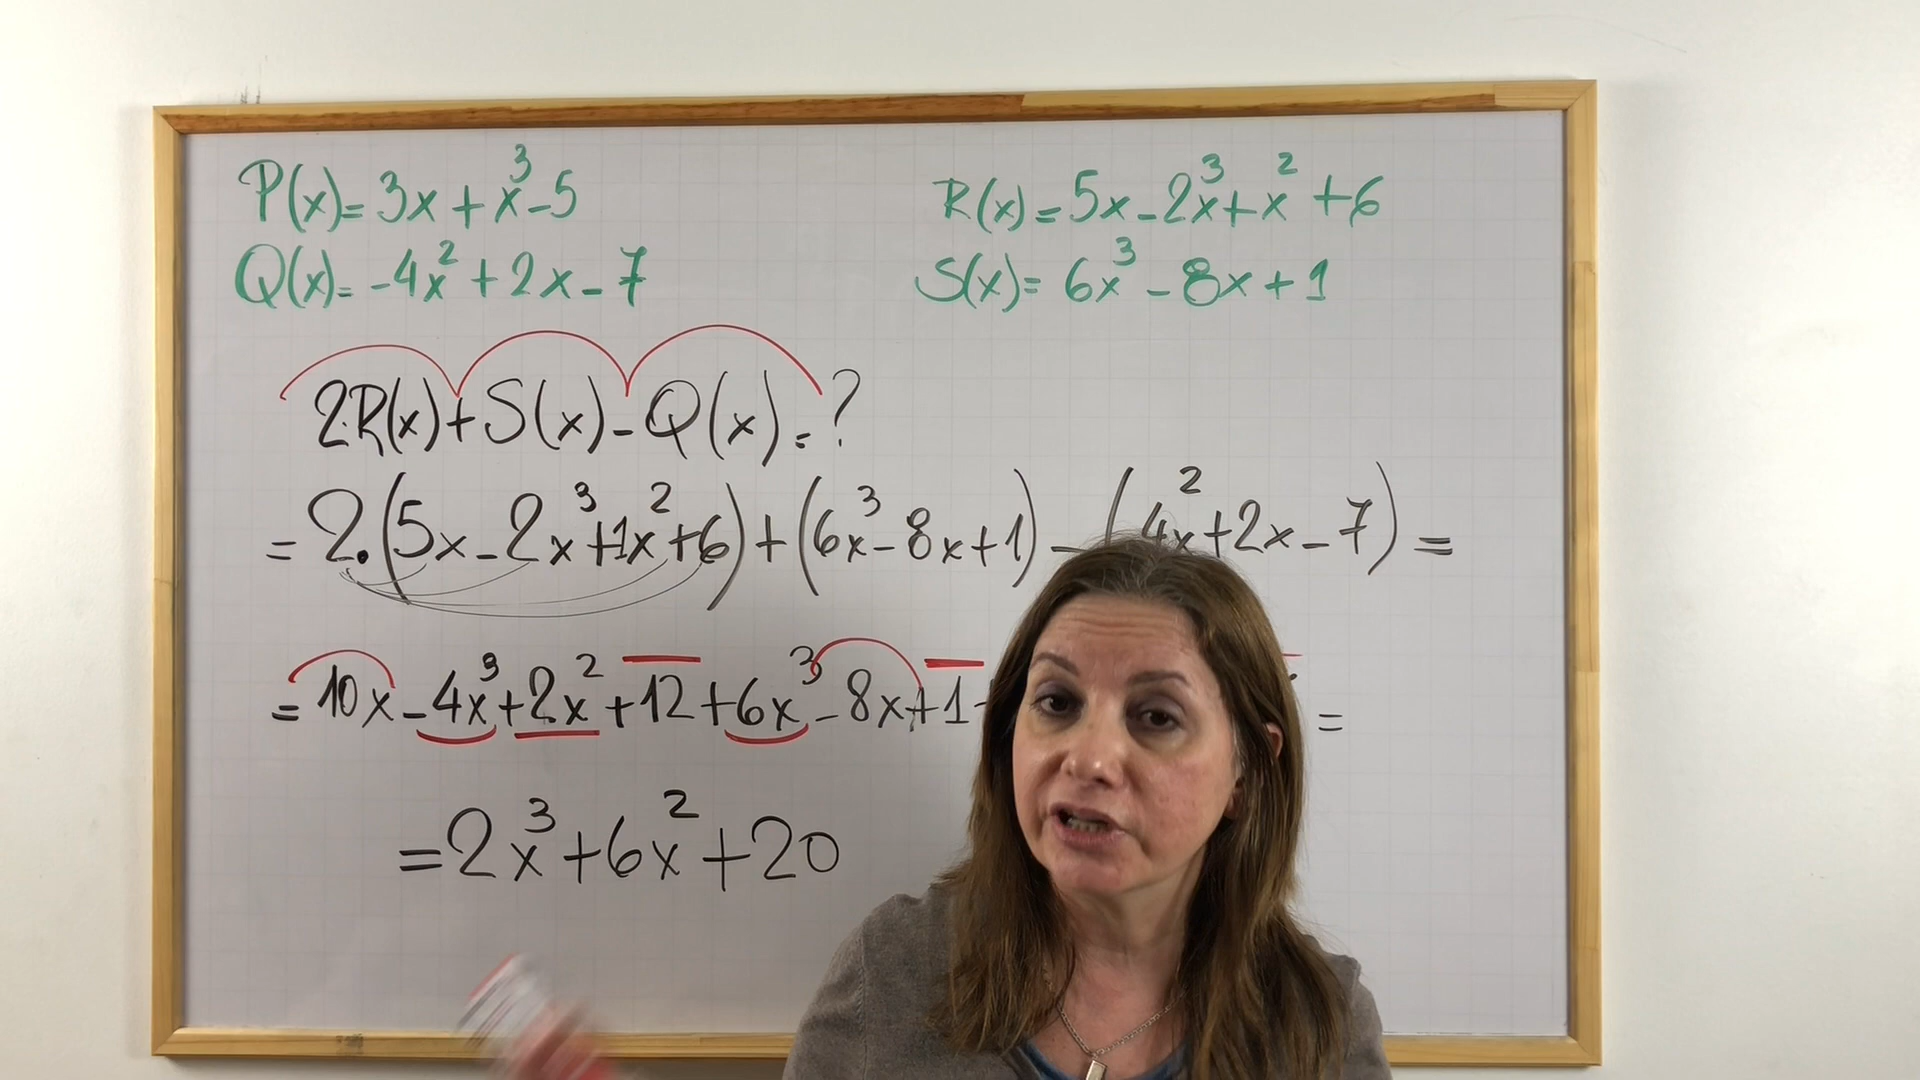 P(x)=3x+x³-5
R(x)=5x-2x³+x²+6
Q(x)=-4x²+2x-7
S(x)=6x³-8x+1
2·R(x)+S(x)-Q(x)=?
=2·(5x-2x³+1x²+6)+(6x³-8x+1)-(4x²+2x-7)=
=10x-4x³+2x²+12+6x³-8x+1 =
=2x³+6x²+20